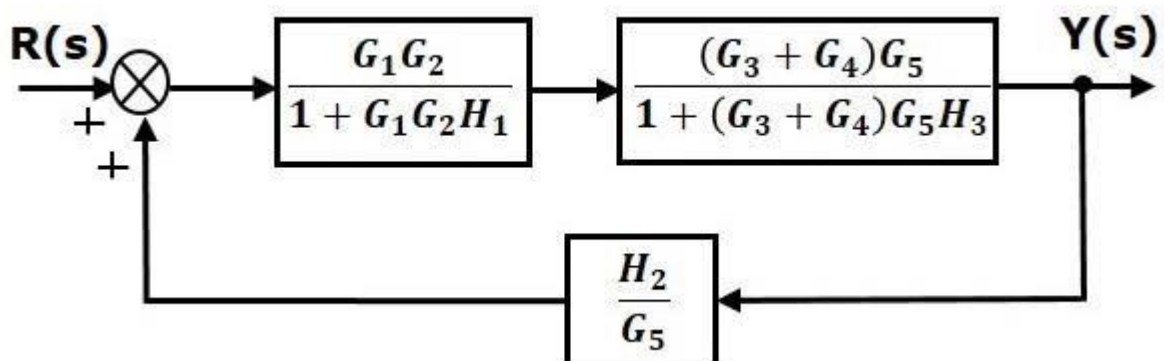 R(s)
+
+
G₁G₂
1 + G₁G₂H₁
(G₃ + G₄)G₅
1 + (G₃ + G₄)G₅H₃
Y(s)
H₂
G₅